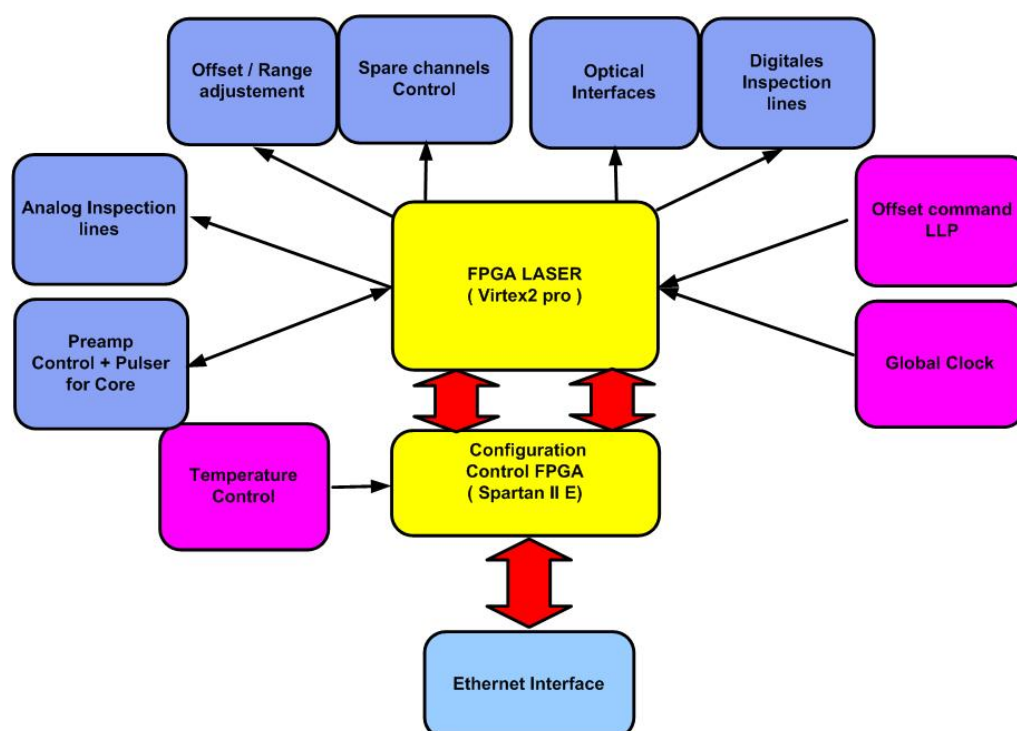 Offset / Range
adjustement
Spare channels
Control
Optical
Interfaces
Digitales
Inspection
lines
Analog Inspection
lines
FPGA LASER
( Virtex2 pro )
Offset command
LLP
Preamp
Control + Pulser
for Core
Global Clock
Temperature
Control
Configuration
Control FPGA
( Spartan II E)
Ethernet Interface